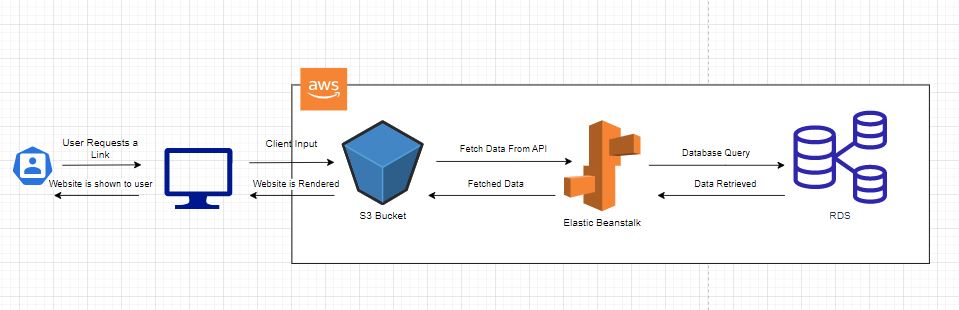 aws
User Requests a
Link
Website is shown to user
Client Input
Website is Rendered
S3 Bucket
Fetch Data From API
Fetched Data
Elastic Beanstalk
Database Query
Data Retrieved
RDS